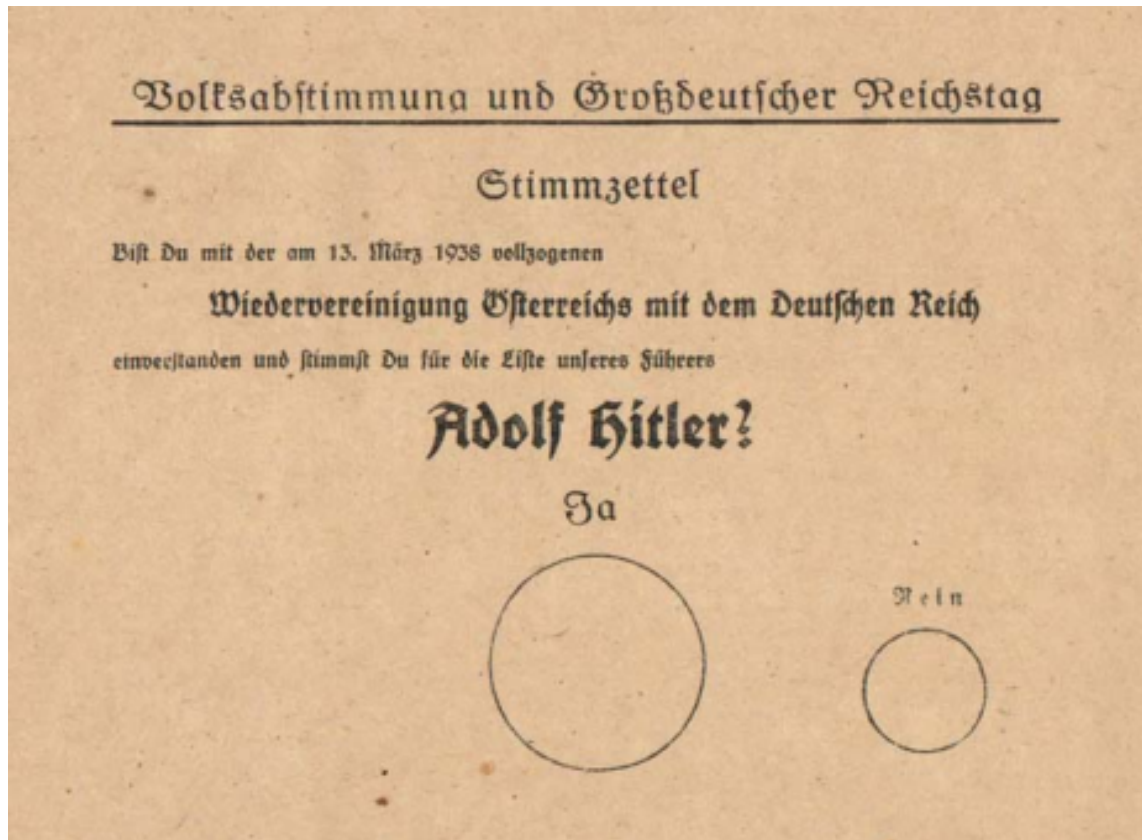 Volksabstimmung und Großdeutscher Reichstag
Stimmzettel
Bist Du mit der am 13. März 1938 vollzogenen
Wiedervereinigung Österreichs mit dem Deutschen Reich
einverstanden und stimmst Du für die Liste unseres Führers
Adolf Hitler?
Ja
Nein